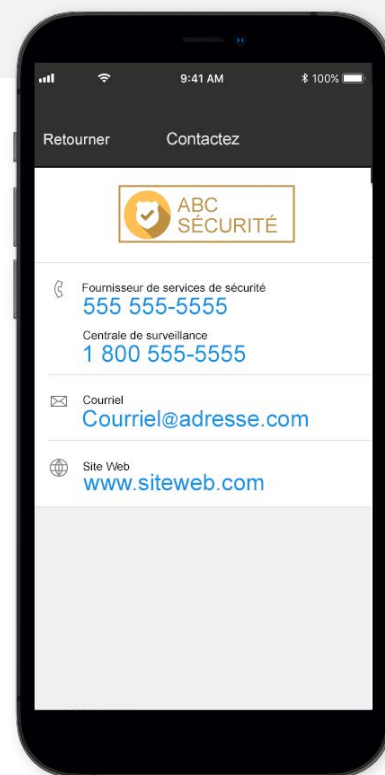 9:41 AM
100%
Retourner
Contactez
ABC
SÉCURITÉ
Fournisseur de services de sécurité
555 555-5555
Centrale de surveillance
1 800 555-5555
Courriel
Courriel@adresse.com
Site Web
www.siteweb.com